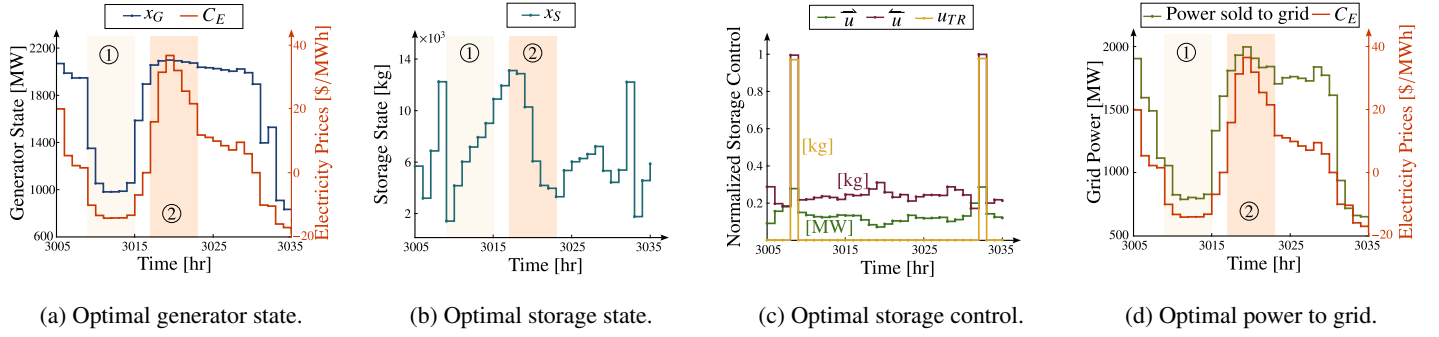 x_G C_E
Generator State [MW]
2200
1800
1400
1000
600
40
20
0
−20
Electricity Prices [$/MWh]
①
②
3005 3015 3025 3035
Time [hr]
(a) Optimal generator state.
x_S
×10³
Storage State [kg]
14
10
6
2
①
②
3005 3015 3025 3035
Time [hr]
(b) Optimal storage state.
u⃗ u⃖ u_TR
Normalized Storage Control
1
0.8
0.6
0.4
0.2
[kg]
[kg]
[MW]
3005 3015 3025 3035
Time [hr]
(c) Optimal storage control.
Power sold to grid C_E
Grid Power [MW]
2000
1500
1000
500
40
20
0
−20
Electricity Prices [$/MWh]
①
②
3005 3015 3025 3035
Time [hr]
(d) Optimal power to grid.